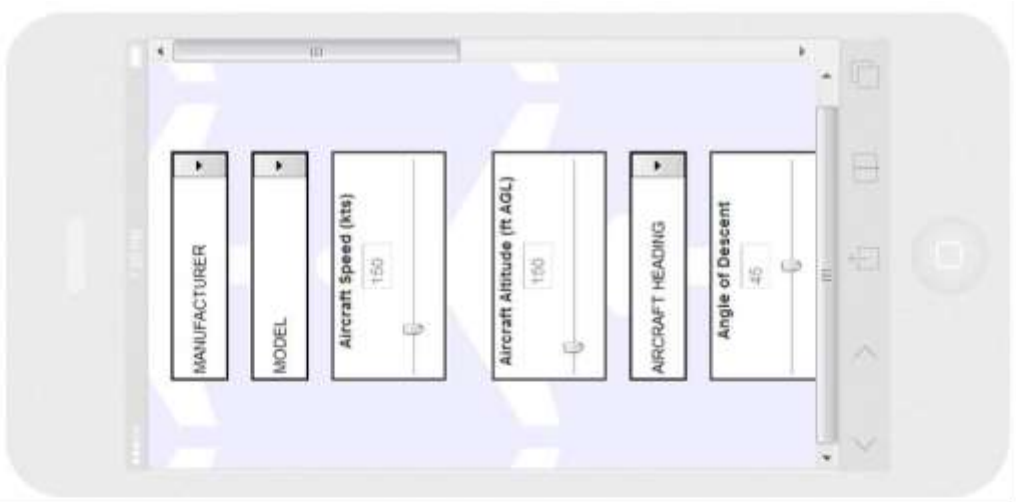 MANUFACTURER
MODEL
Aircraft Speed (kts)
150
Aircraft Altitude (ft AGL)
150
AIRCRAFT HEADING
Angle of Descent
45